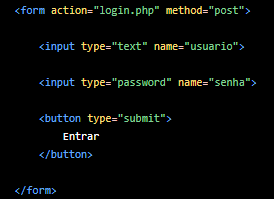 <form action="login.php" method="post">
<input type="text" name="usuario">
<input type="password" name="senha">
<button type="submit">
Entrar
</button>
</form>